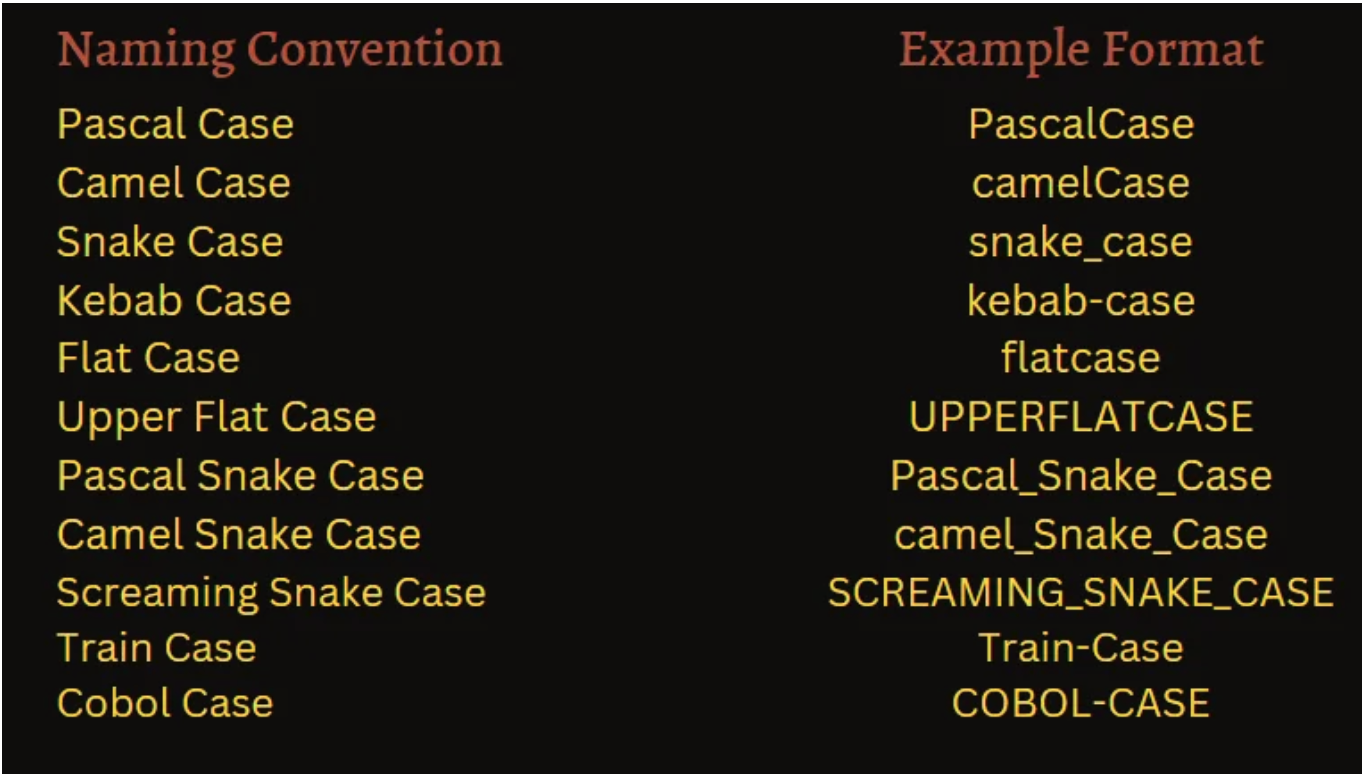 Naming Convention Example Format
Pascal Case PascalCase
Camel Case camelCase
Snake Case snake_case
Kebab Case kebab-case
Flat Case flatcase
Upper Flat Case UPPERFLATCASE
Pascal Snake Case Pascal_Snake_Case
Camel Snake Case camel_Snake_Case
Screaming Snake Case SCREAMING_SNAKE_CASE
Train Case Train-Case
Cobol Case COBOL-CASE